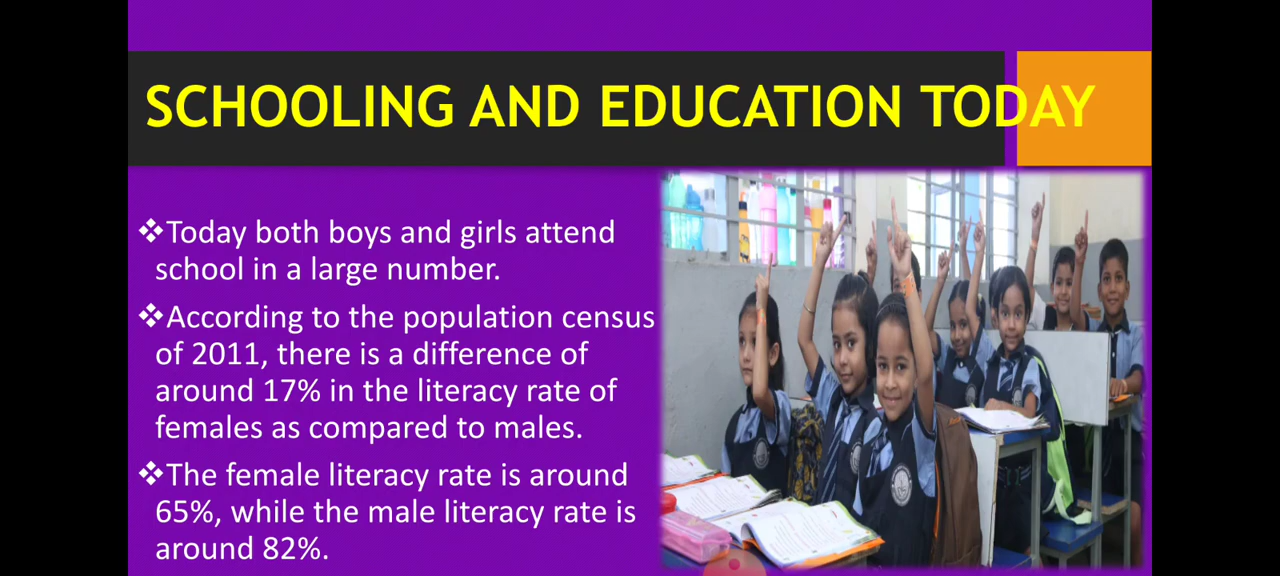 SCHOOLING AND EDUCATION TODAY
❖Today both boys and girls attend
school in a large number.
❖According to the population census
of 2011, there is a difference of
around 17% in the literacy rate of
females as compared to males.
❖The female literacy rate is around
65%, while the male literacy rate is
around 82%.